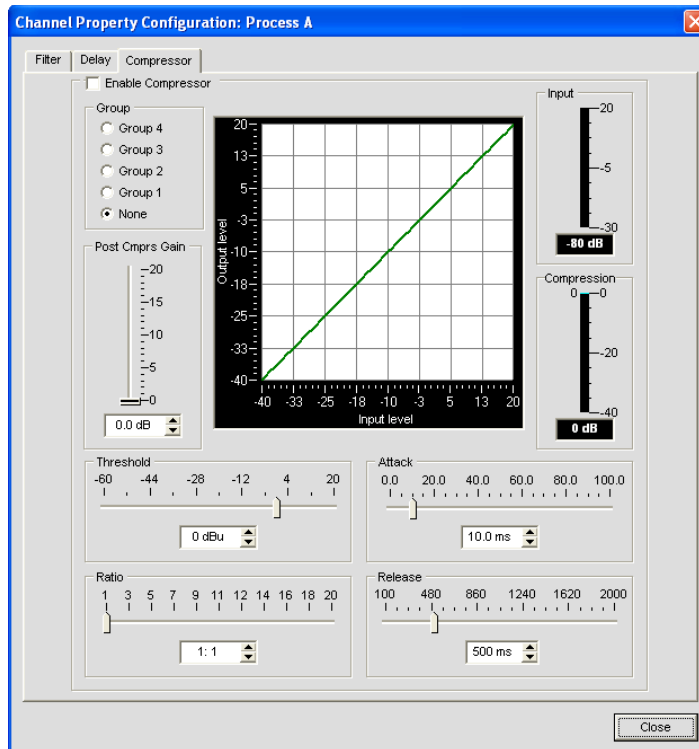 Channel Property Configuration: Process A
Filter Delay Compressor
Enable Compressor
Group
Group 4
Group 3
Group 2
Group 1
None
Post Cmprs Gain
20
15
10
5
0
0.0 dB
Output level
20
13
5
-3
-10
-18
-25
-33
-40
-40 -33 -25 -18 -10 -3 5 13 20
Input level
Input
20
-5
-30
-80 dB
Compression
0 0
-20
-40
0 dB
Threshold
-60 -44 -28 -12 4 20
0 dBu
Attack
0.0 20.0 40.0 60.0 80.0 100.0
10.0 ms
Ratio
1 3 5 7 9 11 12 14 16 18 20
1: 1
Release
100 480 860 1240 1620 2000
500 ms
Close